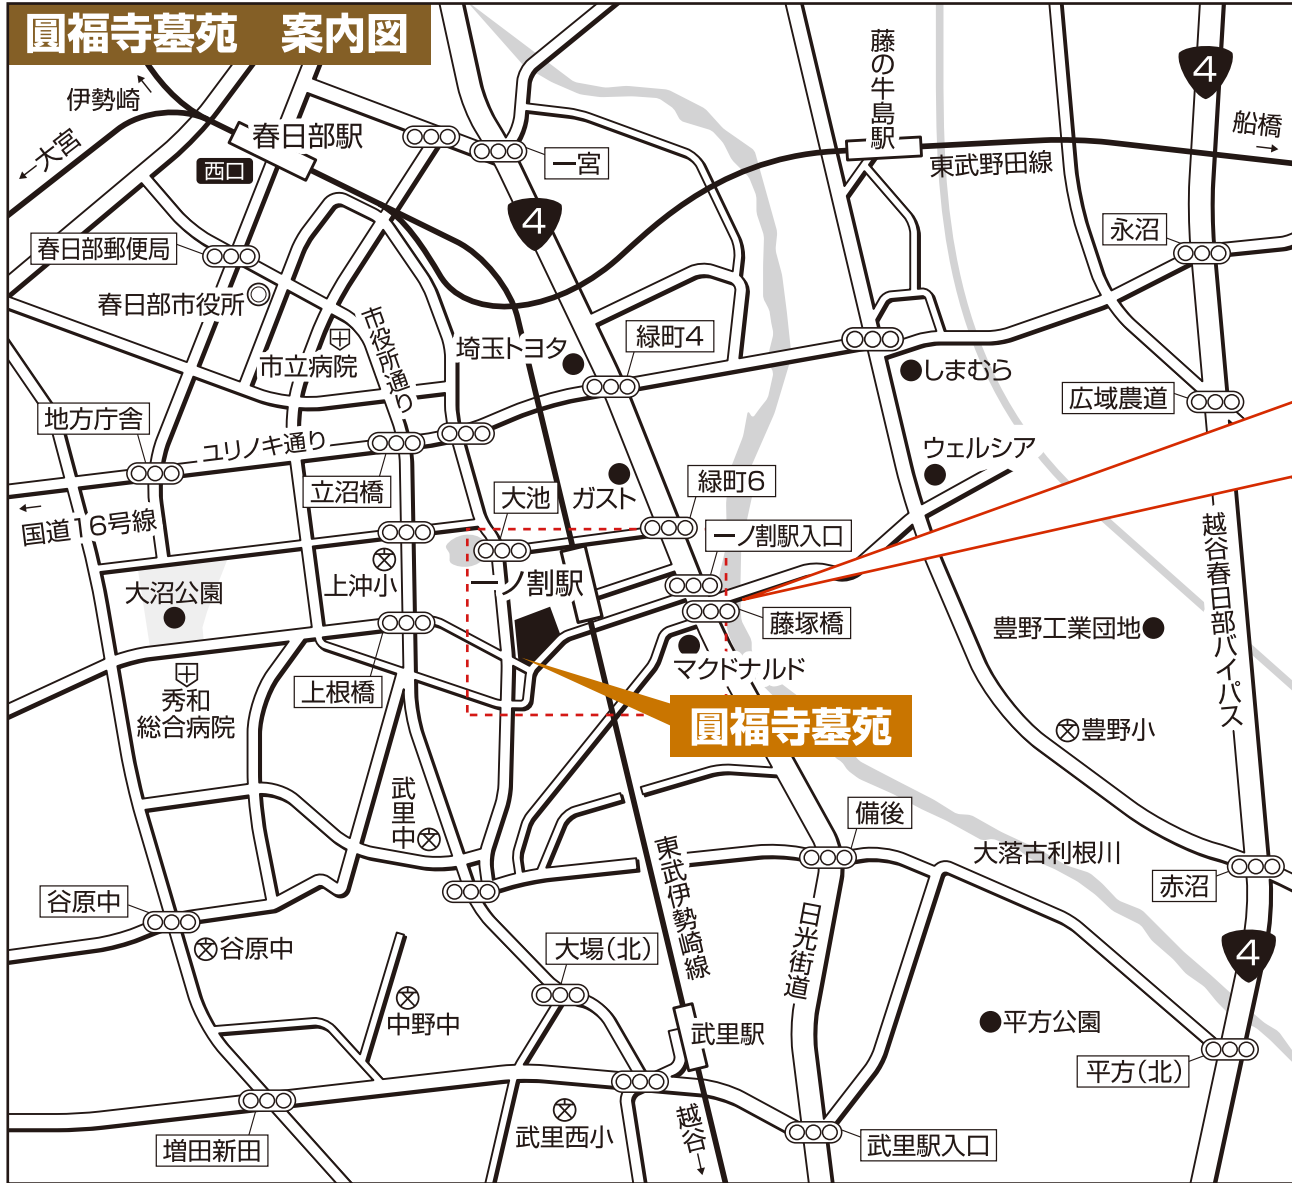 圓福寺墓苑　案内図
伊勢崎
大宮
春日部駅
西口
一宮
4
藤の牛島駅
4
船橋
東武野田線
永沼
春日部郵便局
春日部市役所
市立病院
市役所通り
埼玉トヨタ
緑町4
しまむら
広域農道
地方庁舎
ユリノキ通り
立沼橋
大池
ガスト
緑町6
ウェルシア
国道16号線
一ノ割駅入口
越谷春日部バイパス
大沼公園
上沖小
一ノ割駅
藤塚橋
豊野工業団地
マクドナルド
秀和
総合病院
上根橋
圓福寺墓苑
豊野小
武里中
備後
東武伊勢崎線
大落古利根川
赤沼
谷原中
谷原中
大場(北)
日光街道
4
中野中
武里駅
平方公園
平方(北)
増田新田
武里西小
越谷
武里駅入口